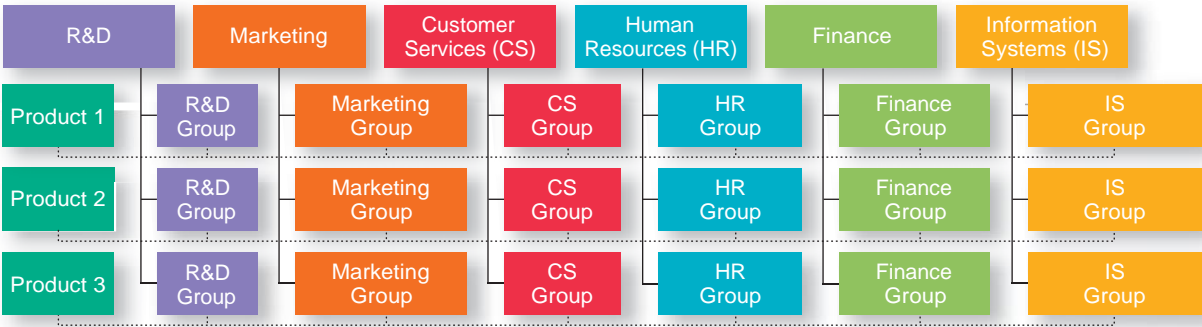 R&D
Marketing
Customer
Services (CS)
Human
Resources (HR)
Finance
Information
Systems (IS)
Product 1
R&D
Group
Marketing
Group
CS
Group
HR
Group
Finance
Group
IS
Group
Product 2
R&D
Group
Marketing
Group
CS
Group
HR
Group
Finance
Group
IS
Group
Product 3
R&D
Group
Marketing
Group
CS
Group
HR
Group
Finance
Group
IS
Group